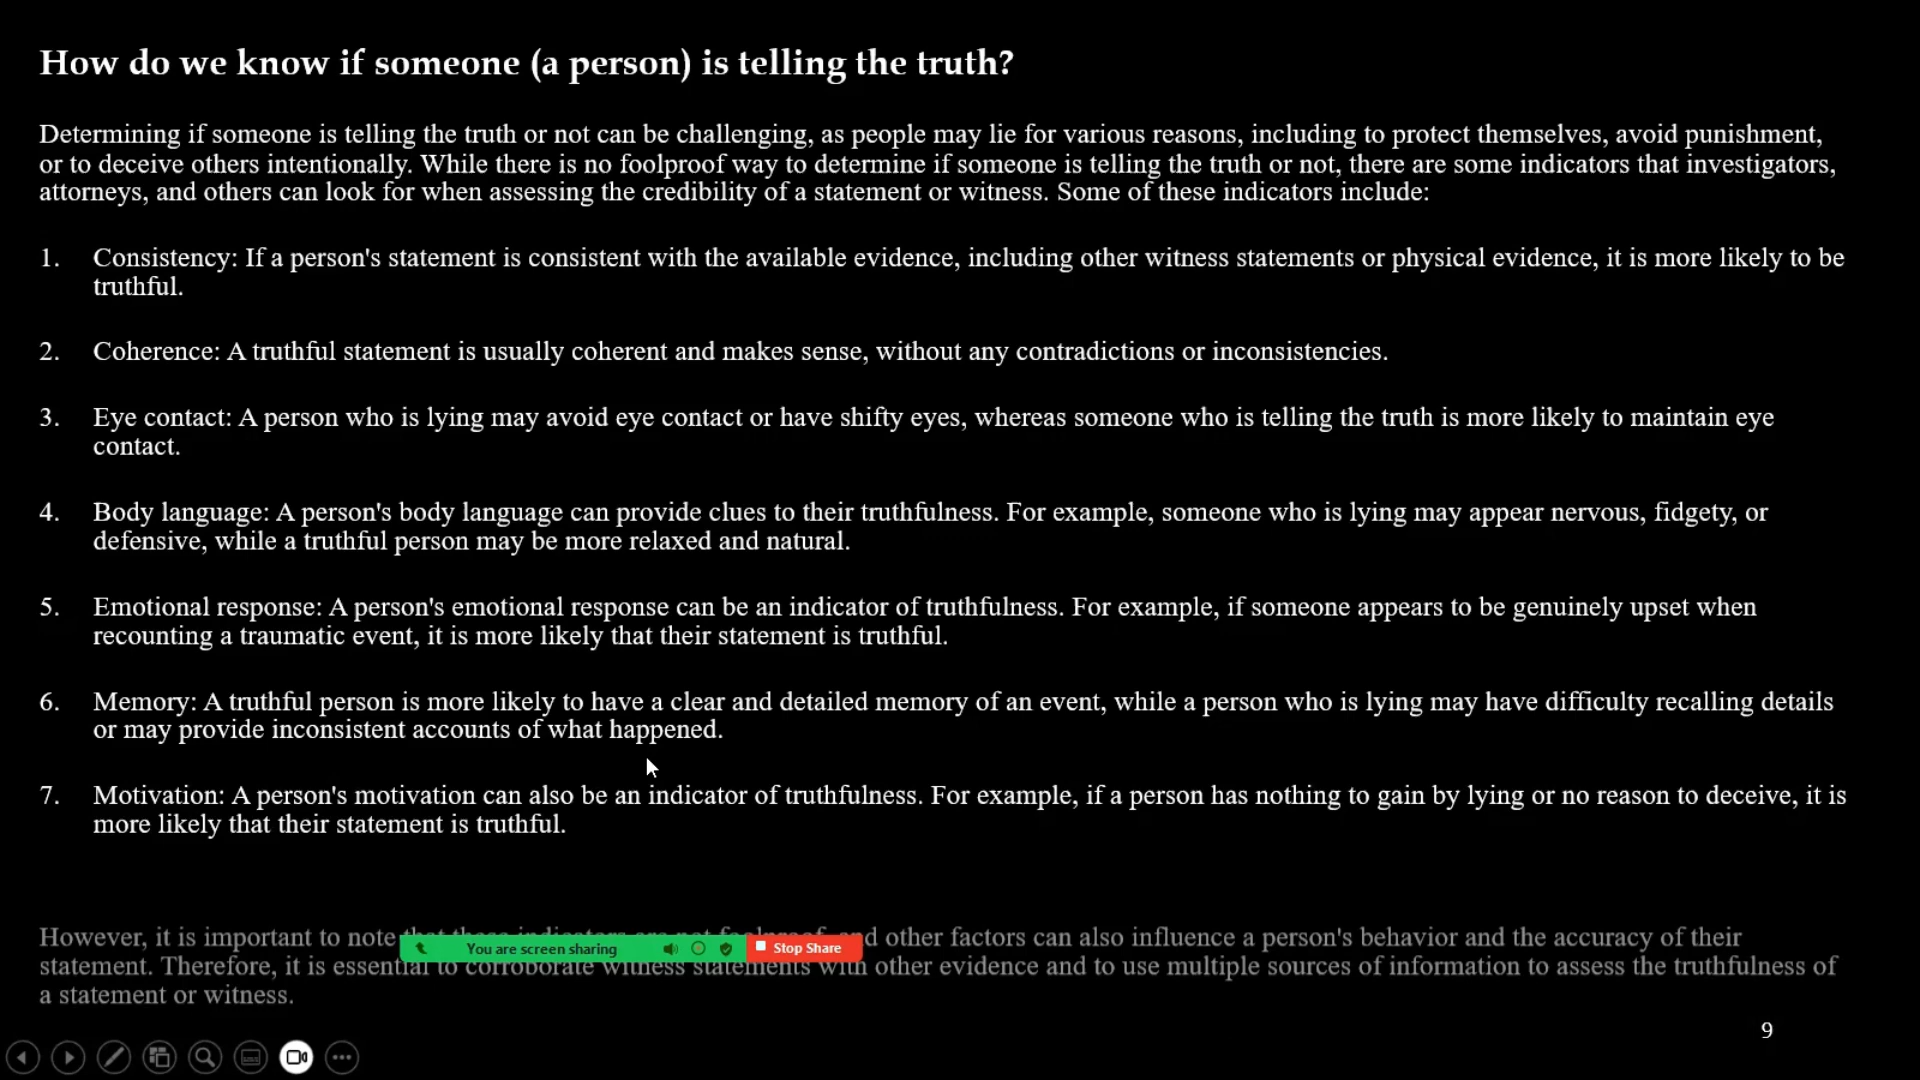 How do we know if someone (a person) is telling the truth?
Determining if someone is telling the truth or not can be challenging, as people may lie for various reasons, including to protect themselves, avoid punishment,
or to deceive others intentionally. While there is no foolproof way to determine if someone is telling the truth or not, there are some indicators that investigators,
attorneys, and others can look for when assessing the credibility of a statement or witness. Some of these indicators include:
1. Consistency: If a person's statement is consistent with the available evidence, including other witness statements or physical evidence, it is more likely to be
truthful.
2. Coherence: A truthful statement is usually coherent and makes sense, without any contradictions or inconsistencies.
3. Eye contact: A person who is lying may avoid eye contact or have shifty eyes, whereas someone who is telling the truth is more likely to maintain eye
contact.
4. Body language: A person's body language can provide clues to their truthfulness. For example, someone who is lying may appear nervous, fidgety, or
defensive, while a truthful person may be more relaxed and natural.
5. Emotional response: A person's emotional response can be an indicator of truthfulness. For example, if someone appears to be genuinely upset when
recounting a traumatic event, it is more likely that their statement is truthful.
6. Memory: A truthful person is more likely to have a clear and detailed memory of an event, while a person who is lying may have difficulty recalling details
or may provide inconsistent accounts of what happened.
7. Motivation: A person's motivation can also be an indicator of truthfulness. For example, if a person has nothing to gain by lying or no reason to deceive, it is
more likely that their statement is truthful.
However, it is important to note other factors can also influence a person's behavior and the accuracy of their
You are screen sharing Stop Share
statement. Therefore, it is essential to corroborate witness statements with other evidence and to use multiple sources of information to assess the truthfulness of
a statement or witness.
9